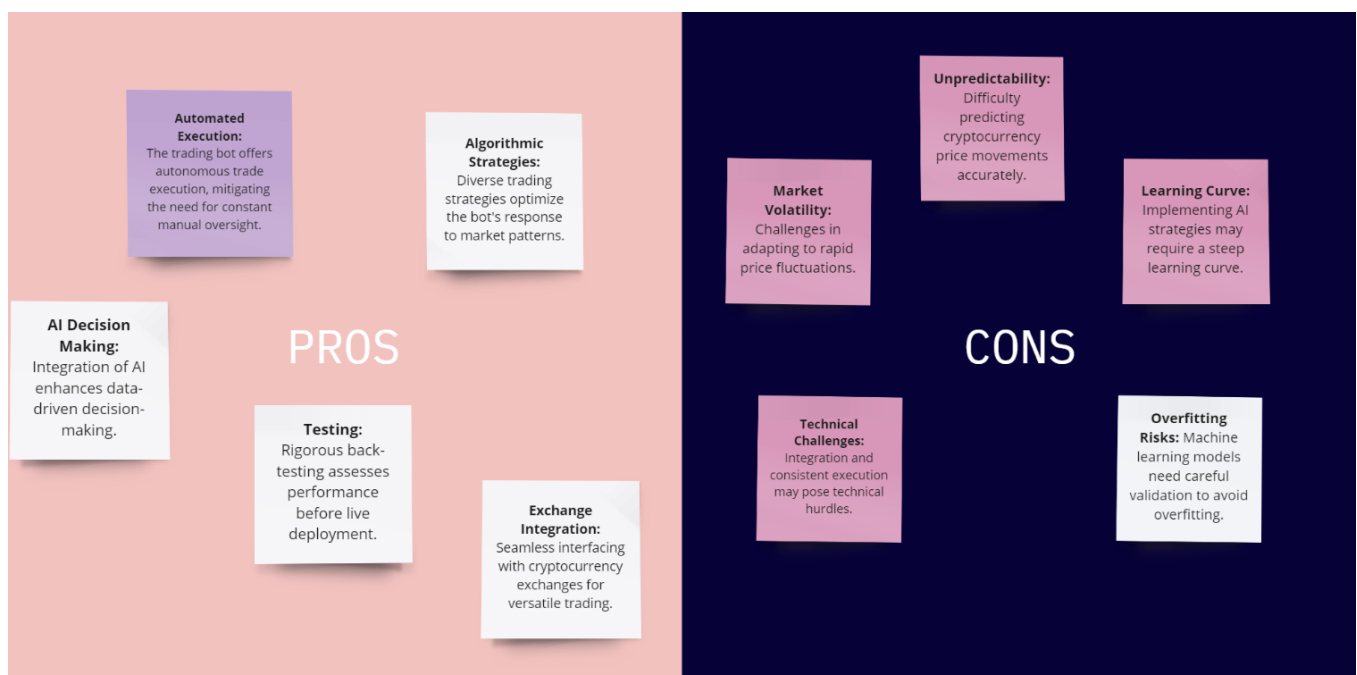 Automated
Execution:
The trading bot offers
autonomous trade
execution, mitigating
the need for constant
manual oversight.
Algorithmic
Strategies:
Diverse trading
strategies optimize
the bot's response
to market patterns.
AI Decision
Making:
Integration of AI
enhances data-
driven decision-
making.
PROS
Testing:
Rigorous back-
testing assesses
performance
before live
deployment.
Exchange
Integration:
Seamless interfacing
with cryptocurrency
exchanges for
versatile trading.
Unpredictability:
Difficulty
predicting
cryptocurrency
price movements
accurately.
Market
Volatility:
Challenges in
adapting to rapid
price fluctuations.
Learning Curve:
Implementing AI
strategies may
require a steep
learning curve.
CONS
Technical
Challenges:
Integration and
consistent execution
may pose technical
hurdles.
Overfitting
Risks: Machine
learning models
need careful
validation to avoid
overfitting.